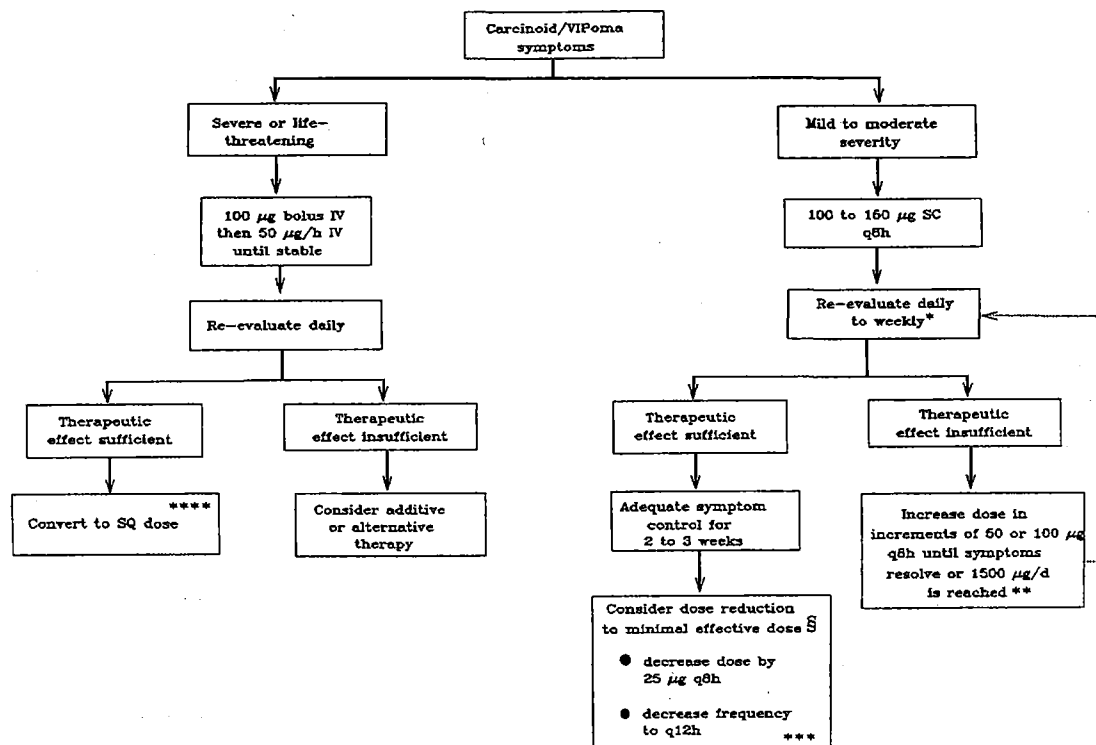 Carcinoid/VIPoma
symptoms
Severe or life-
threatening
Mild to moderate
severity
100 μg bolus IV
then 50 μg/h IV
until stable
100 to 160 μg SC
q8h
Re-evaluate daily
Re-evaluate daily
to weekly*
Therapeutic
effect sufficient
Therapeutic
effect insufficient
Therapeutic
effect sufficient
Therapeutic
effect insufficient
****
Convert to SQ dose
Consider additive
or alternative
therapy
Adequate symptom
control for
2 to 3 weeks
Increase dose in
increments of 50 or 100 μg
q8h until symptoms
resolve or 1500 μg/d
is reached **
Consider dose reduction
to minimal effective dose §
● decrease dose by
25 μg q8h
● decrease frequency
to q12h
***